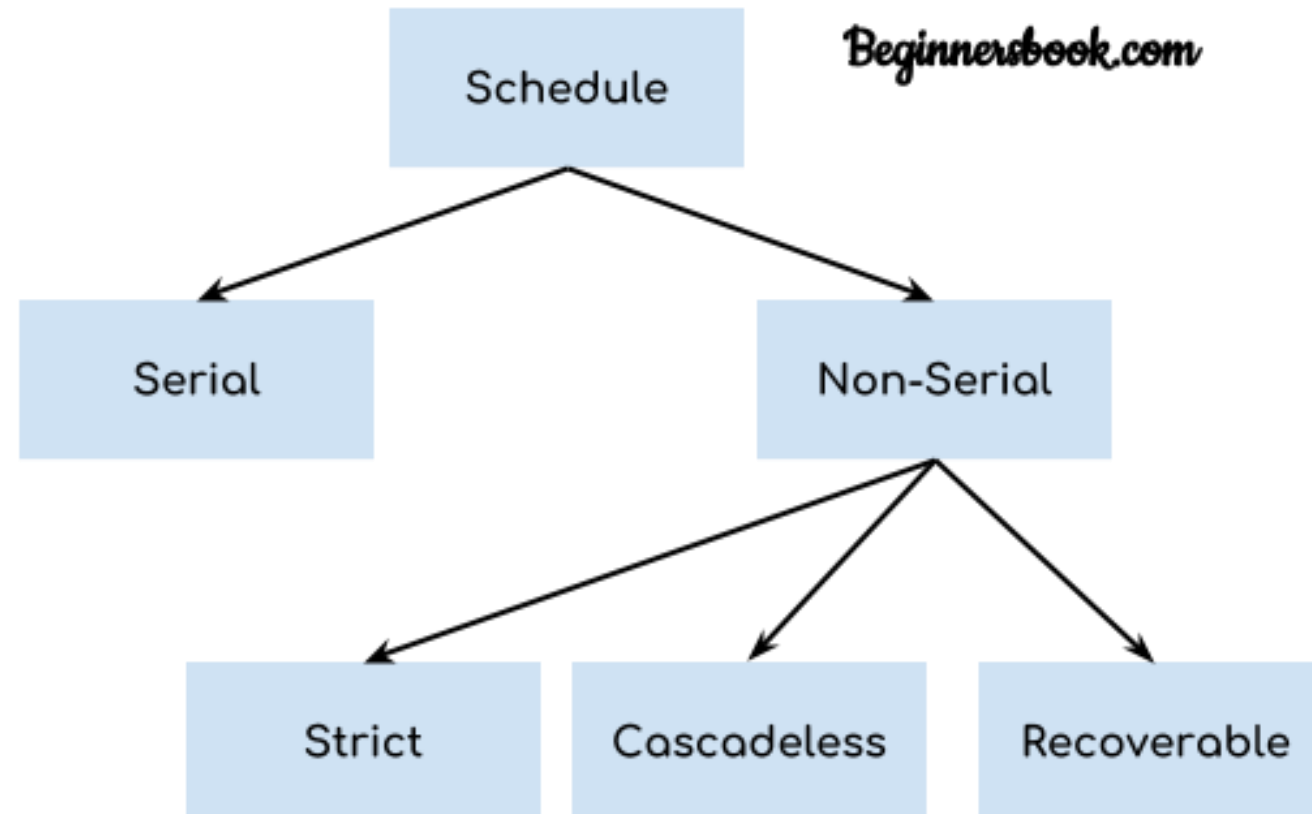 Beginnersbook.com
Schedule
Serial
Non-Serial
Strict
Cascadeless
Recoverable